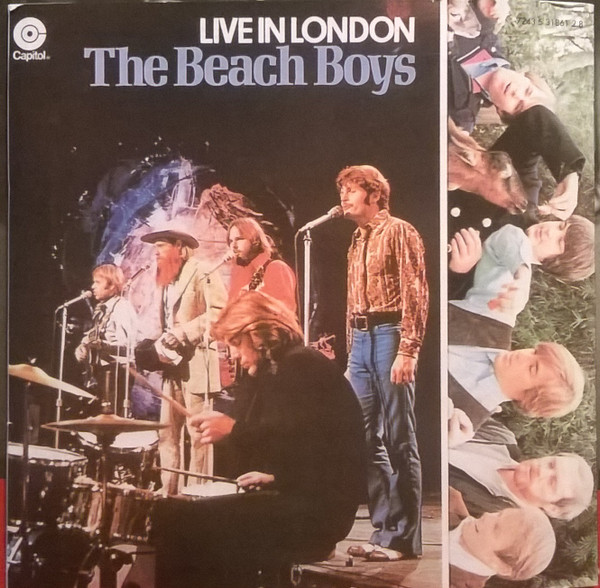 LIVE IN LONDON
The Beach Boys
Capitol®